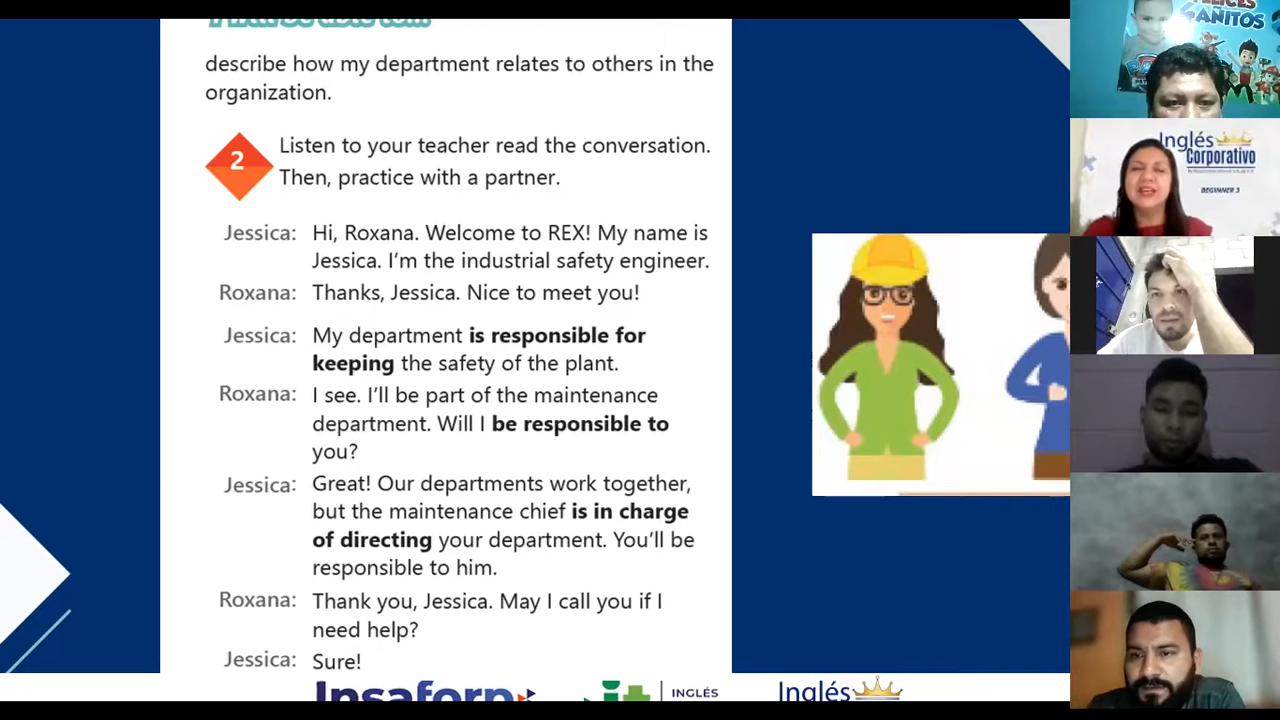 describe how my department relates to others in the
organization.
2
Listen to your teacher read the conversation.
Then, practice with a partner.
Jessica: Hi, Roxana. Welcome to REX! My name is
Jessica. I'm the industrial safety engineer.
Roxana: Thanks, Jessica. Nice to meet you!
Jessica: My department is responsible for
keeping the safety of the plant.
Roxana: I see. I'll be part of the maintenance
department. Will I be responsible to
you?
Jessica: Great! Our departments work together,
but the maintenance chief is in charge
of directing your department. You'll be
responsible to him.
Roxana: Thank you, Jessica. May I call you if I
need help?
Jessica: Sure!
Insaforp
INGLÉS
Inglés
Inglés
Corporativo
BEGINNER 3
AÑITOS